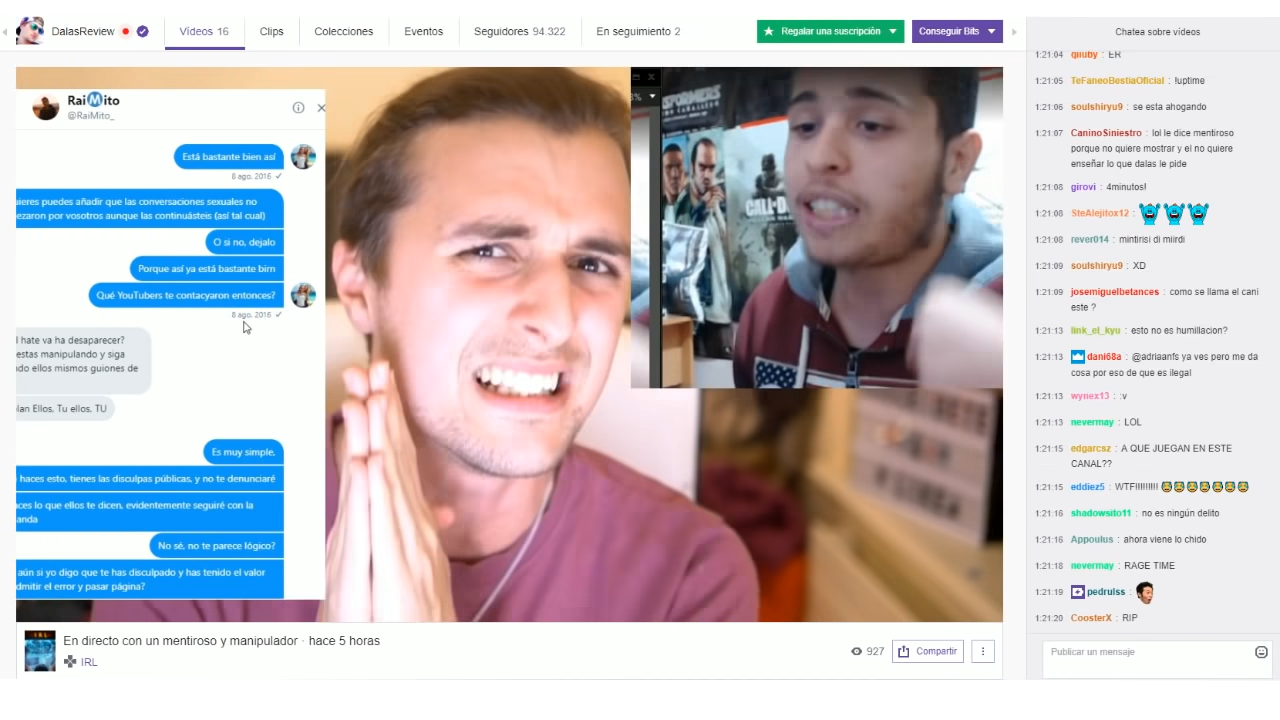 DalasReview
Vídeos 16
Clips
Colecciones
Eventos
Seguidores 94.322
En seguimiento 2
Regalar una suscripción
Conseguir Bits
RaiMito
@RaiMito_
Está bastante bien así
8 ago. 2016
uieres puedes añadir que las conversaciones sexuales no
ezaron por vosotros aunque las continuásteis (así tal cual)
O si no, dejalo
Porque así ya está bastante birn
Qué YouTubers te contacyaron entonces?
8 ago. 2016
l hate va ha desaparecer?
estas manipulando y siga
do ellos mismos guiones de
lan Ellos, Tu ellos, TU
Es muy simple.
haces esto, tienes las disculpas públicas, y no te denunciaré
ces lo que ellos te dicen, evidentemente seguiré con la
anda
No sé, no te parece lógico?
aún si yo digo que te has disculpado y has tenido el valor
dmitir el error y pasar página?
%
SFORMERS
CALL
En directo con un mentiroso y manipulador · hace 5 horas
IRL
927
Compartir
Chatea sobre vídeos
1:21:04 qiiuby : ER
1:21:05 TeFaneoBestiaOficial : !uptime
1:21:06 soulshiryu9 : se esta ahogando
1:21:07 CaninoSiniestro : lol le dice mentiroso
porque no quiere mostrar y el no quiere
enseñar lo que dalas le pide
1:21:08 girovi : 4minutos!
1:21:08 SteAlejitox12 :
1:21:08 rever014 : mintirisi di miirdi
1:21:09 soulshiryu9 : XD
1:21:09 josemiguelbetances : como se llama el cani
este ?
1:21:13 link_el_kyu : esto no es humillacion?
1:21:13 dani68a : @adriaanfs ya ves pero me da
cosa por eso de que es ilegal
1:21:13 wynex13 : :v
1:21:13 nevermay : LOL
1:21:15 edgarcsz : A QUE JUEGAN EN ESTE
CANAL??
1:21:15 eddiez5 : WTF!!!!!!!!!
1:21:16 shadowsito11 : no es ningún delito
1:21:16 Appoulus : ahora viene lo chido
1:21:18 nevermay : RAGE TIME
1:21:19 pedrulss :
1:21:20 CoosterX : RIP
Publicar un mensaje